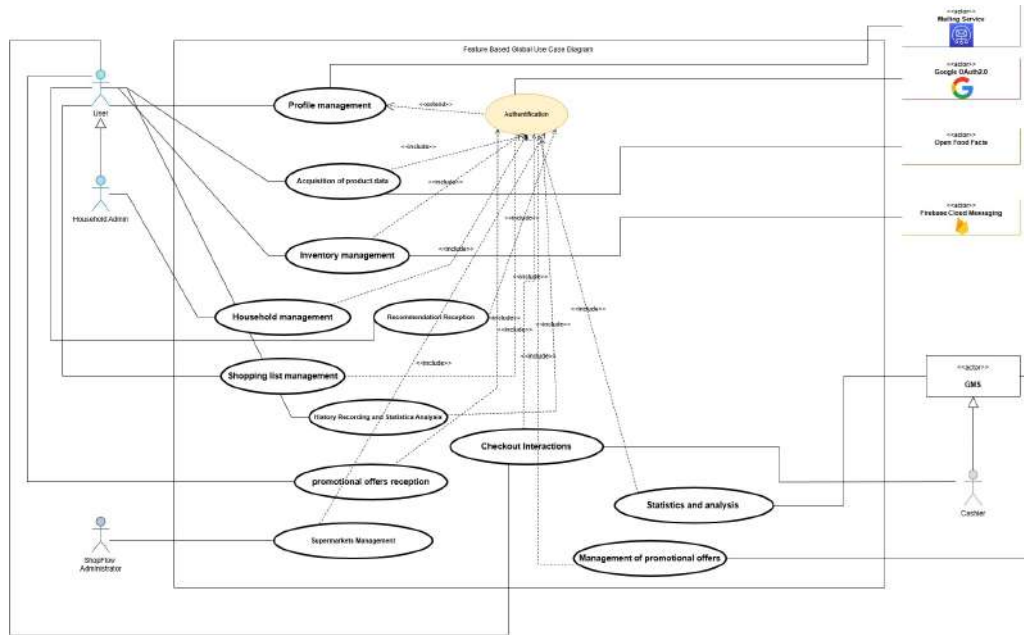 <<actor>>
Mailing Service
Feature Based Global Use Case Diagram
<<actor>>
Google OAuth2.0
User
Profile management
<<extend>>
Authentification
<<actor>>
Open Food Facts
<<include>>
Acquisition of product data
<<include>>
Household Admin
<<actor>>
Firebase Cloud Messaging
<<include>>
Inventory management
<<include>>
<<include>>
Household management
Recommendation Reception
<<include>>
<<include>>
<<include>>
<<include>>
<<include>>
<<include>>
Shopping list management
<<actor>>
GMS
History Recording and Statistics Analysis
Checkout Interactions
promotional offers reception
Statistics and analysis
Cashier
Supermarkets Management
ShopFlow
Administrator
Management of promotional offers